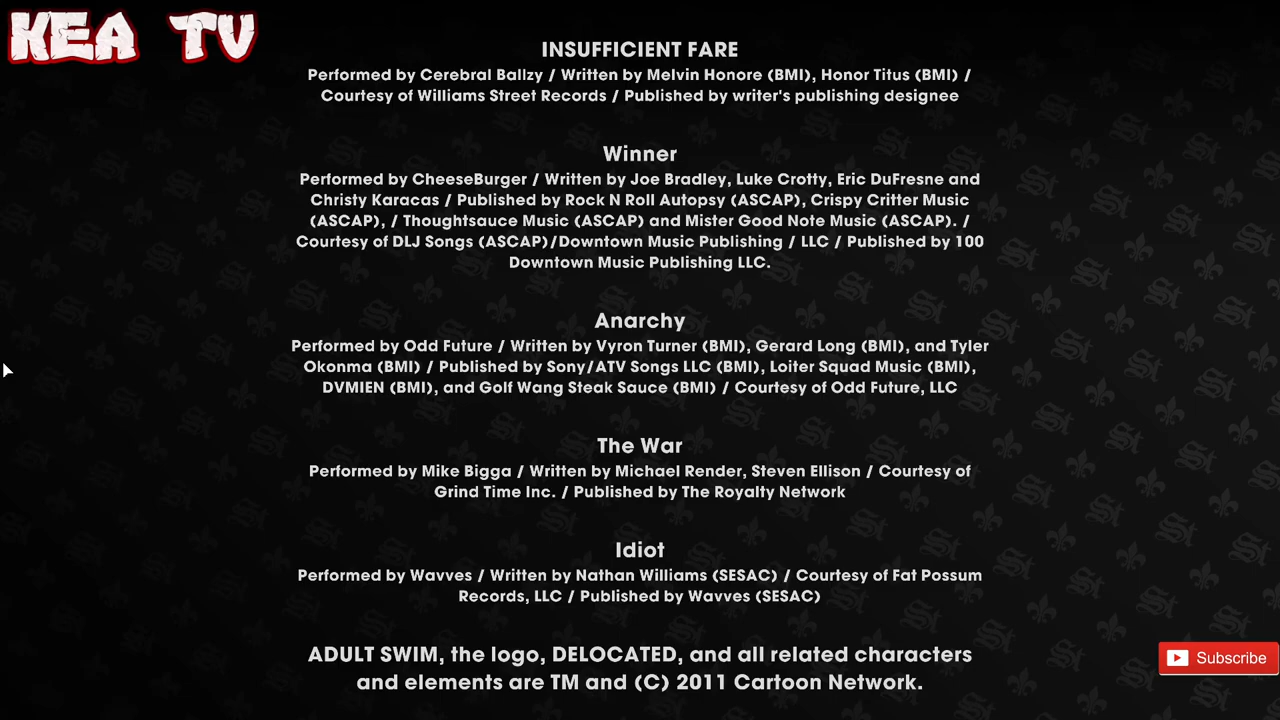 KEA TV
INSUFFICIENT FARE
Performed by Cerebral Ballzy / Written by Melvin Honore (BMI), Honor Titus (BMI) /
Courtesy of Williams Street Records / Published by writer's publishing designee
Winner
Performed by CheeseBurger / Written by Joe Bradley, Luke Crotty, Eric DuFresne and
Christy Karacas / Published by Rock N Roll Autopsy (ASCAP), Crispy Critter Music
(ASCAP), / Thoughtsauce Music (ASCAP) and Mister Good Note Music (ASCAP). /
Courtesy of DLJ Songs (ASCAP)/Downtown Music Publishing / LLC / Published by 100
Downtown Music Publishing LLC.
Anarchy
Performed by Odd Future / Written by Vyron Turner (BMI), Gerard Long (BMI), and Tyler
Okonma (BMI) / Published by Sony/ATV Songs LLC (BMI), Loiter Squad Music (BMI),
DVMIEN (BMI), and Golf Wang Steak Sauce (BMI) / Courtesy of Odd Future, LLC
The War
Performed by Mike Bigga / Written by Michael Render, Steven Ellison / Courtesy of
Grind Time Inc. / Published by The Royalty Network
Idiot
Performed by Wavves / Written by Nathan Williams (SESAC) / Courtesy of Fat Possum
Records, LLC / Published by Wavves (SESAC)
ADULT SWIM, the logo, DELOCATED, and all related characters
and elements are TM and (C) 2011 Cartoon Network.
Subscribe